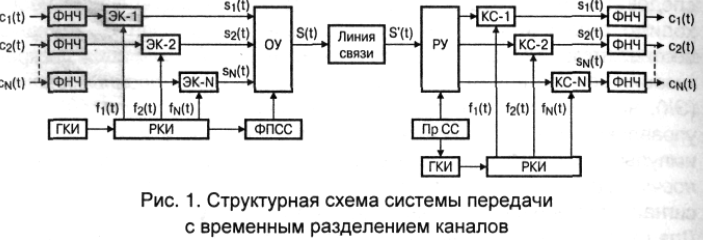 c₁(t) ФНЧ ЭК-1 s₁(t) КС-1 s₁(t) ФНЧ c₁(t)
c₂(t) ФНЧ ЭК-2 s₂(t) ОУ S(t) Линия связи S'(t) РУ КС-2 s₂(t) ФНЧ c₂(t)
cN(t) ФНЧ ЭК-N sN(t) КС-N sN(t) ФНЧ cN(t)
f₁(t) f₂(t) fN(t) f₁(t) f₂(t) fN(t)
ГКИ РКИ ФПСС Пр СС
ГКИ РКИ
Рис. 1. Структурная схема системы передачи
с временным разделением каналов